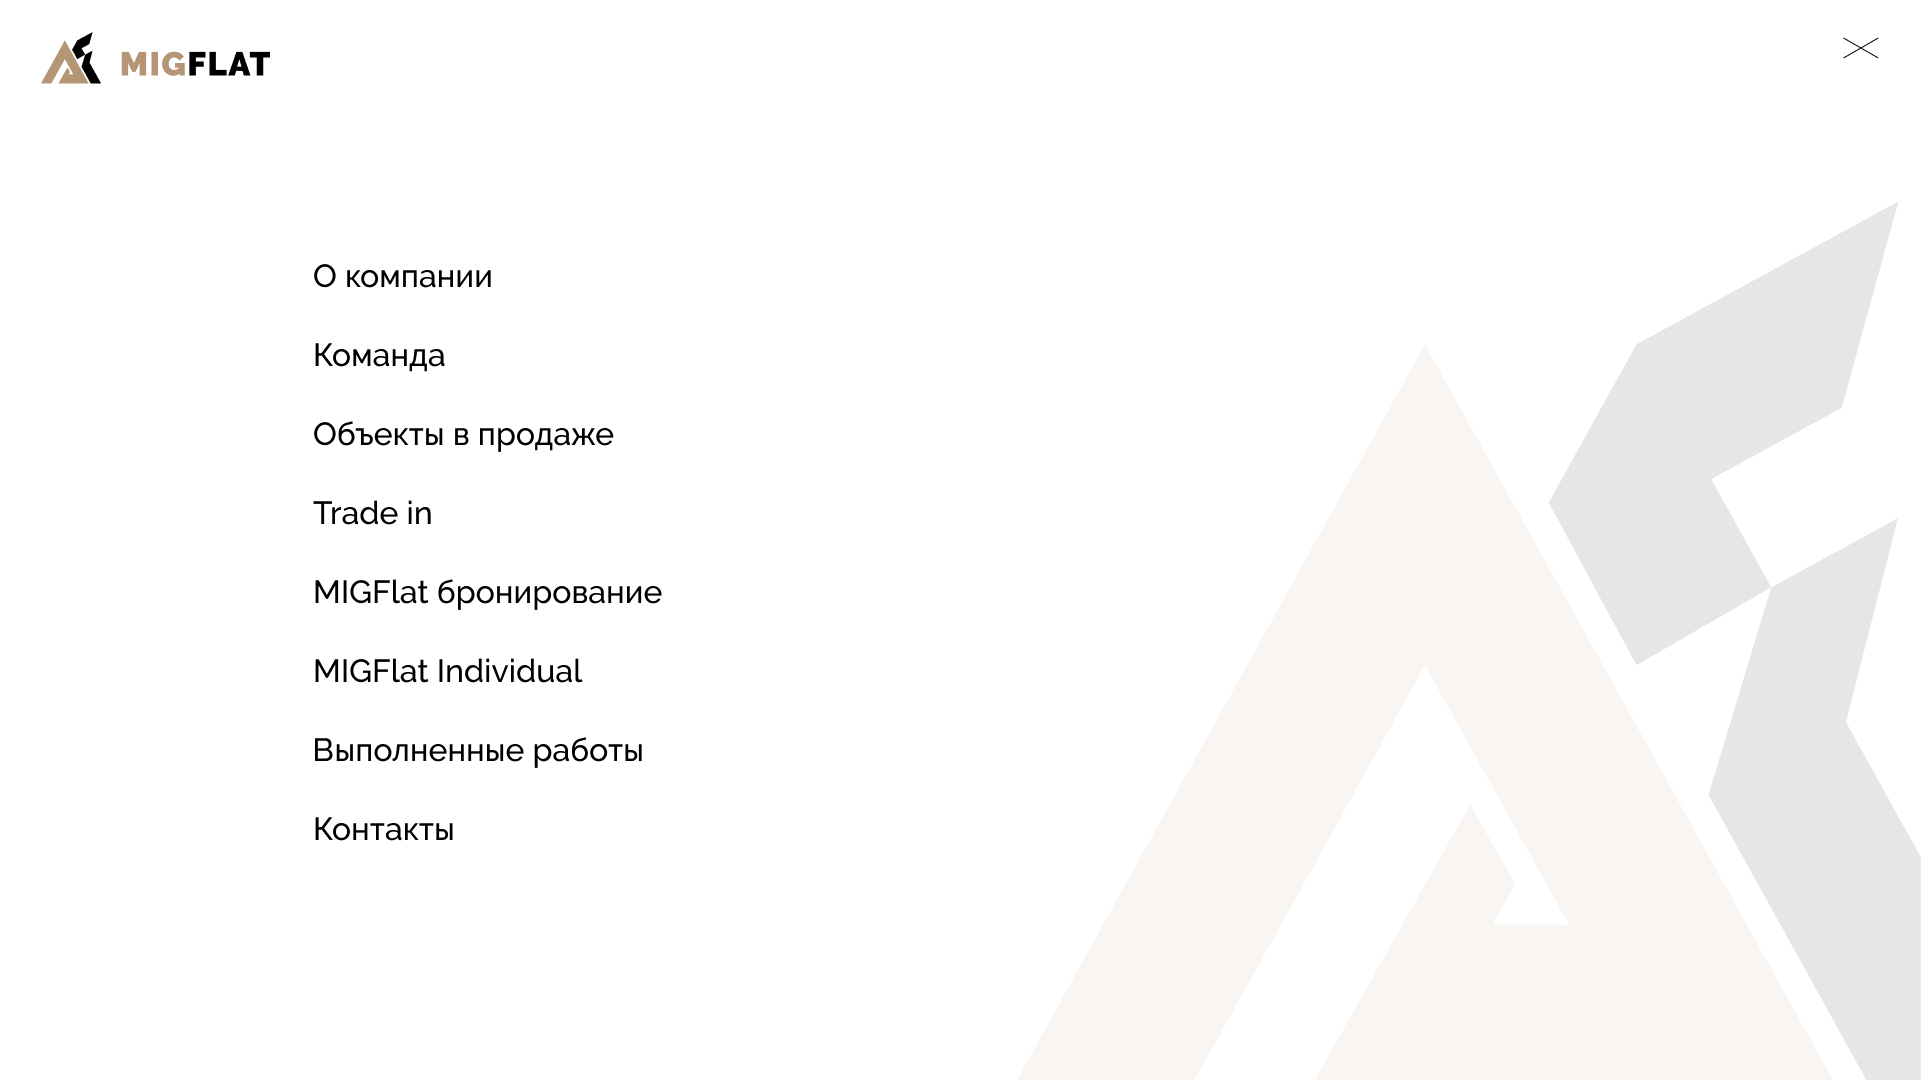 MIGFLAT
О компании
Команда
Объекты в продаже
Trade in
MIGFlat бронирование
MIGFlat Individual
Выполненные работы
Контакты